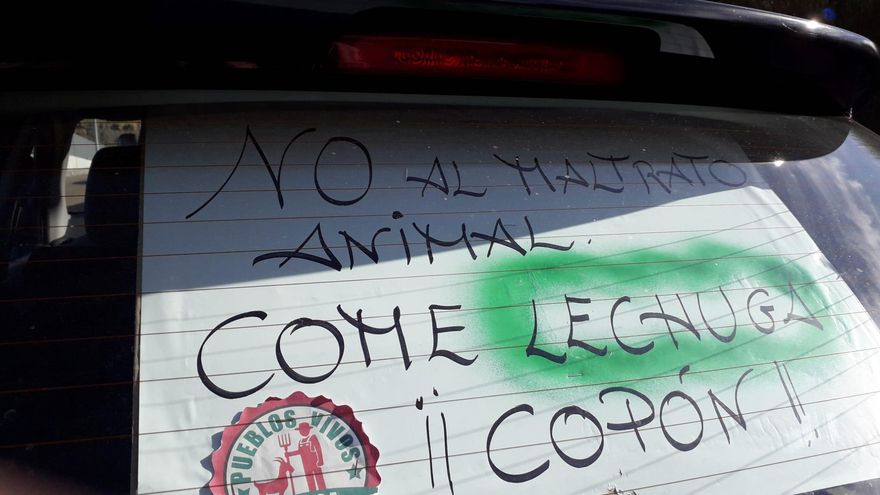 NO AL MALTRATO
ANIMAL.
COME LECHUGA
¡¡ COPÓN !!
PUEBLOS VIVOS